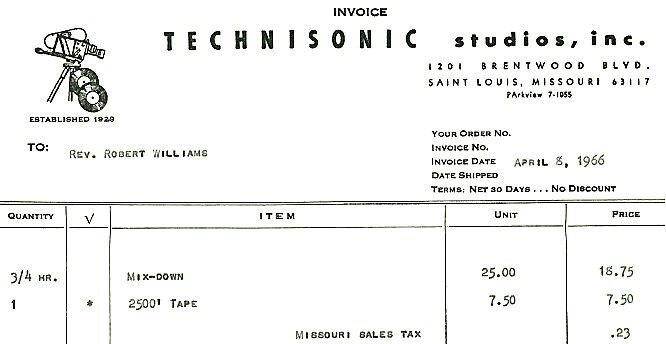 INVOICE
TECHNISONIC studios, inc.
1201 BRENTWOOD BLVD.
SAINT LOUIS, MISSOURI 63117
PArkview 7-1055
ESTABLISHED 1929
TO: REV. ROBERT WILLIAMS
YOUR ORDER NO.
INVOICE NO.
INVOICE DATE APRIL 8, 1966
DATE SHIPPED
TERMS: NET 30 DAYS . . . NO DISCOUNT
QUANTITY √ ITEM UNIT PRICE
3/4 HR. MIX-DOWN 25.00 18.75
1 * 2500' TAPE 7.50 7.50
MISSOURI SALES TAX .23